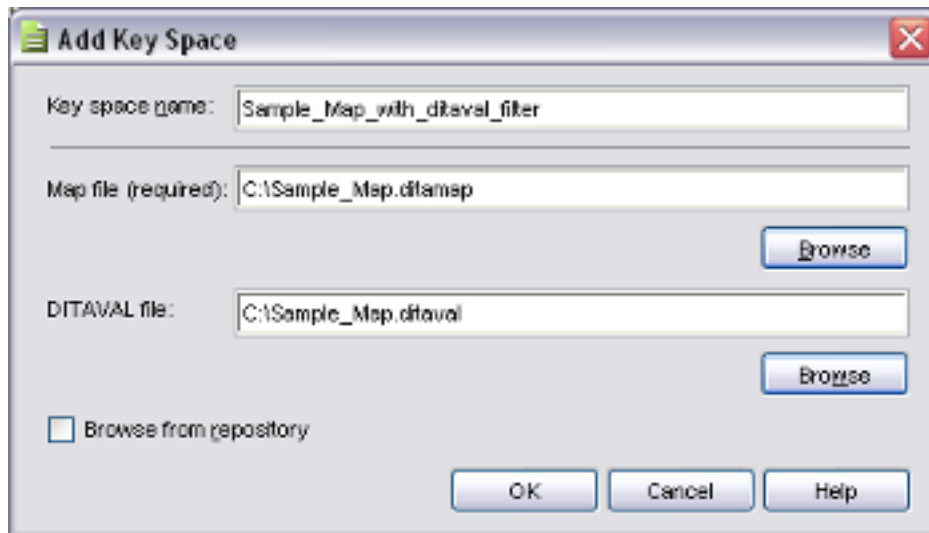 Add Key Space
Key space name: Sample_Map_with_ditaval_filter
Map file (required): C:\Sample_Map.ditamap
Browse
DITAVAL file: C:\Sample_Map.ditaval
Browse
Browse from repository
OK Cancel Help